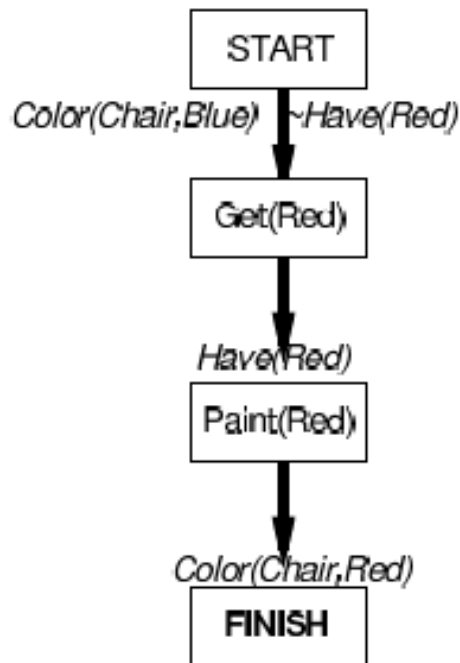 START
Color(Chair,Blue) ~Have(Red)
Get(Red)
Have(Red)
Paint(Red)
Color(Chair,Red)
FINISH